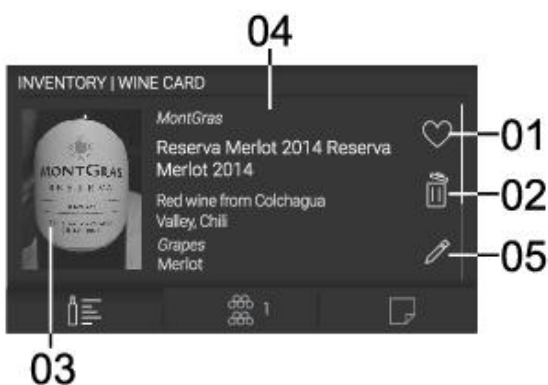 04
INVENTORY | WINE CARD
MontGras
Reserva Merlot 2014 Reserva
Merlot 2014
Red wine from Colchagua
Valley, Chili
Grapes
Merlot
MONTGRAS
RESERVA
01
02
05
1
03